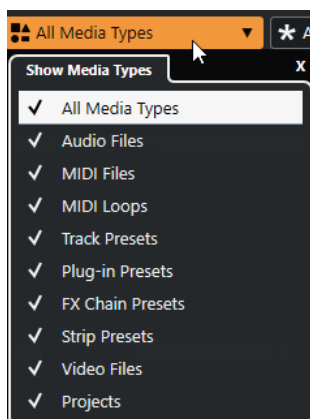 All Media Types
Show Media Types X
All Media Types
Audio Files
MIDI Files
MIDI Loops
Track Presets
Plug-in Presets
FX Chain Presets
Strip Presets
Video Files
Projects